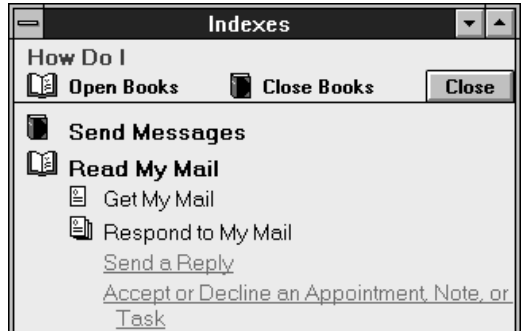 Indexes
How Do I
Open Books Close Books Close
Send Messages
Read My Mail
Get My Mail
Respond to My Mail
Send a Reply
Accept or Decline an Appointment, Note, or
Task